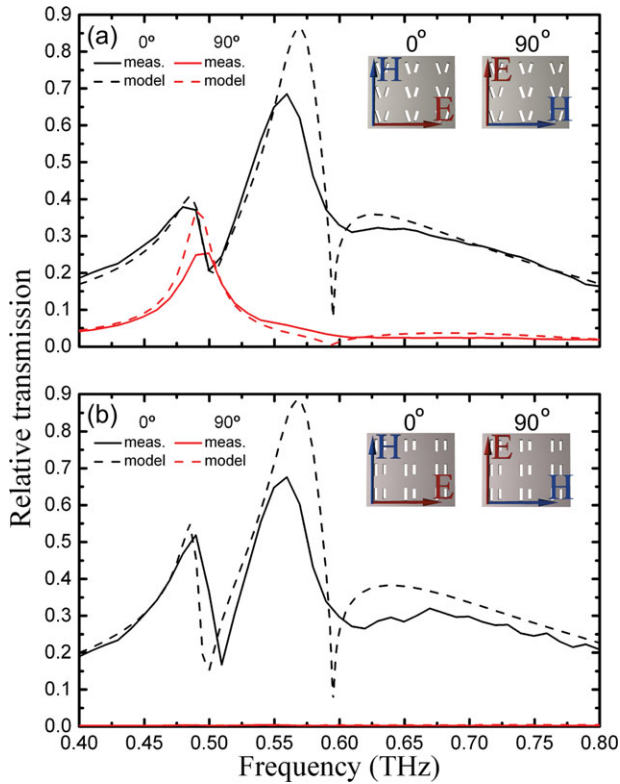 (a)
0° 90°
meas. meas.
model model
0° 90°
H E
E H
0.9
0.8
0.7
0.6
0.5
0.4
0.3
0.2
0.1
0.0
Relative transmission
(b)
0° 90°
meas. meas.
model model
0° 90°
H E
E H
0.9
0.8
0.7
0.6
0.5
0.4
0.3
0.2
0.1
0.0
0.40 0.45 0.50 0.55 0.60 0.65 0.70 0.75 0.80
Frequency (THz)